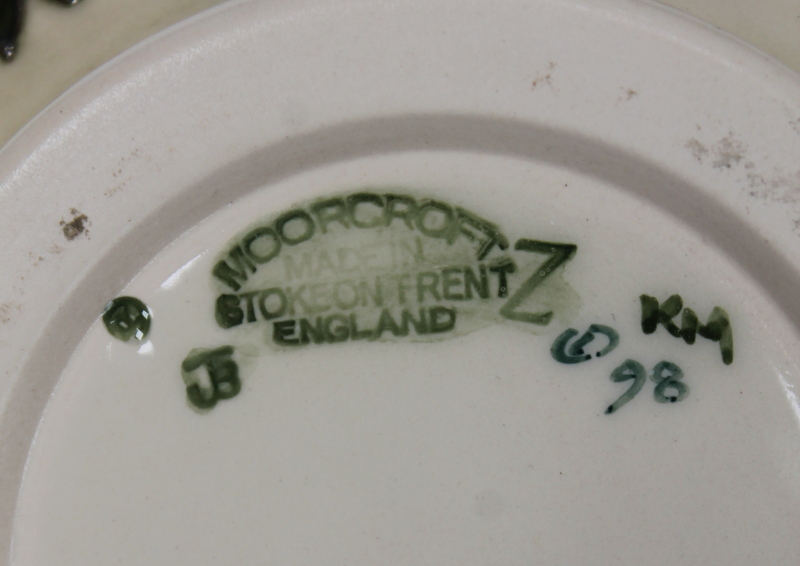 MOORCROFT
MADE IN
STOKE ON TRENT
ENGLAND
Z
JB
KM
©
98